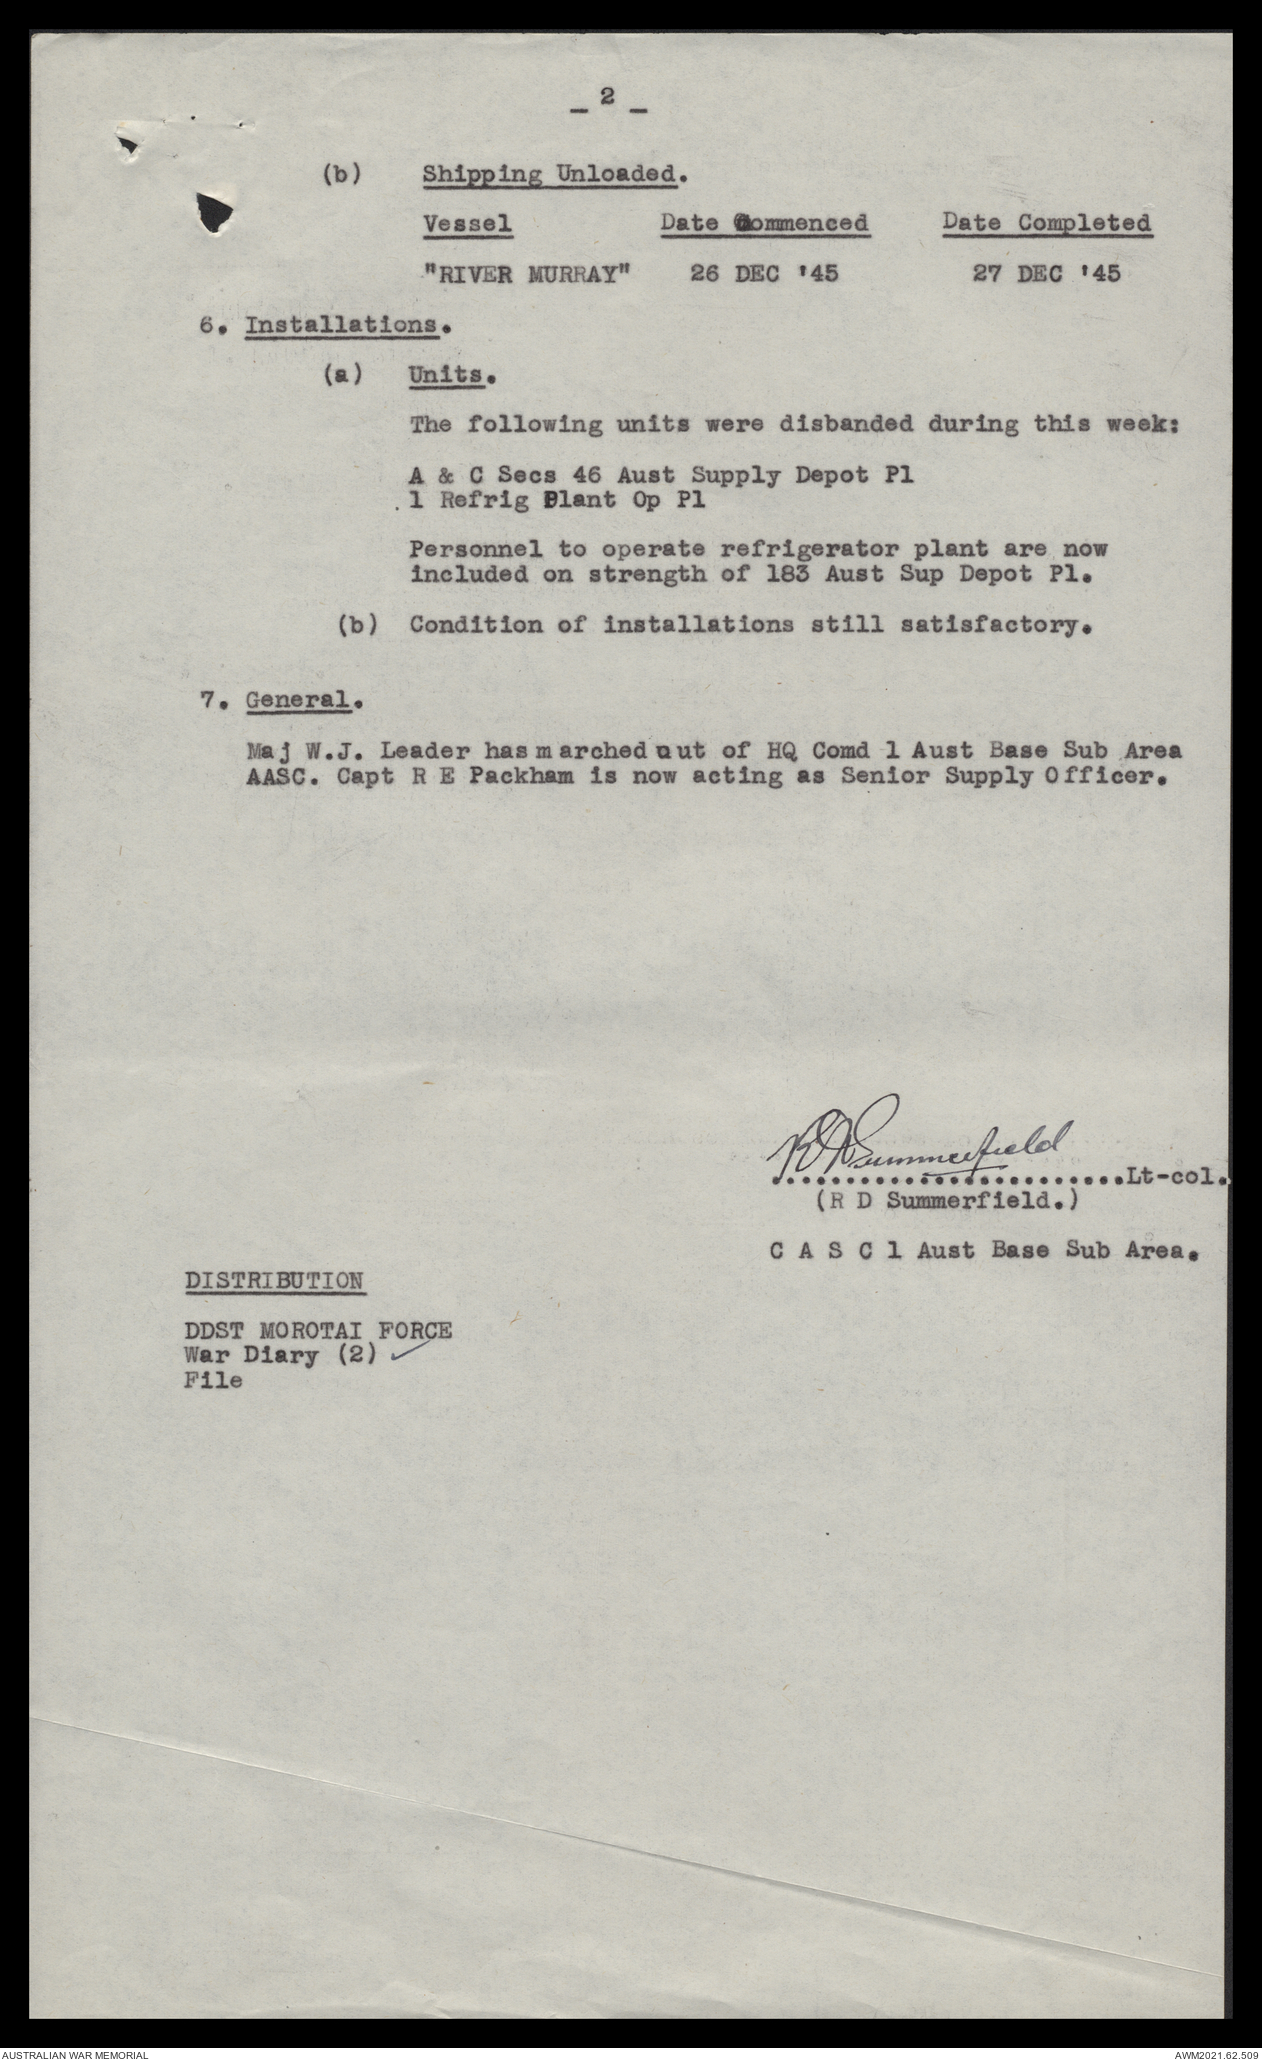 _ 2 _
(b) Shipping Unloaded.
Vessel Date Commenced Date Completed
"RIVER MURRAY" 26 DEC '45 27 DEC '45
6. Installations.
(a) Units.
The following units were disbanded during this week:
A & C Secs 46 Aust Supply Depot Pl
1 Refrig Plant Op Pl
Personnel to operate refrigerator plant are now
included on strength of 183 Aust Sup Depot Pl.
(b) Condition of installations still satisfactory.
7. General.
Maj W.J. Leader has marched out of HQ Comd 1 Aust Base Sub Area
AASC. Capt R E Packham is now acting as Senior Supply Officer.
RDSummerfield
........................Lt-col.
(R D Summerfield.)
C A S C 1 Aust Base Sub Area.
DISTRIBUTION
DDST MOROTAI FORCE
War Diary (2) ✓
File
AUSTRALIAN WAR MEMORIAL AWM2021.62.509